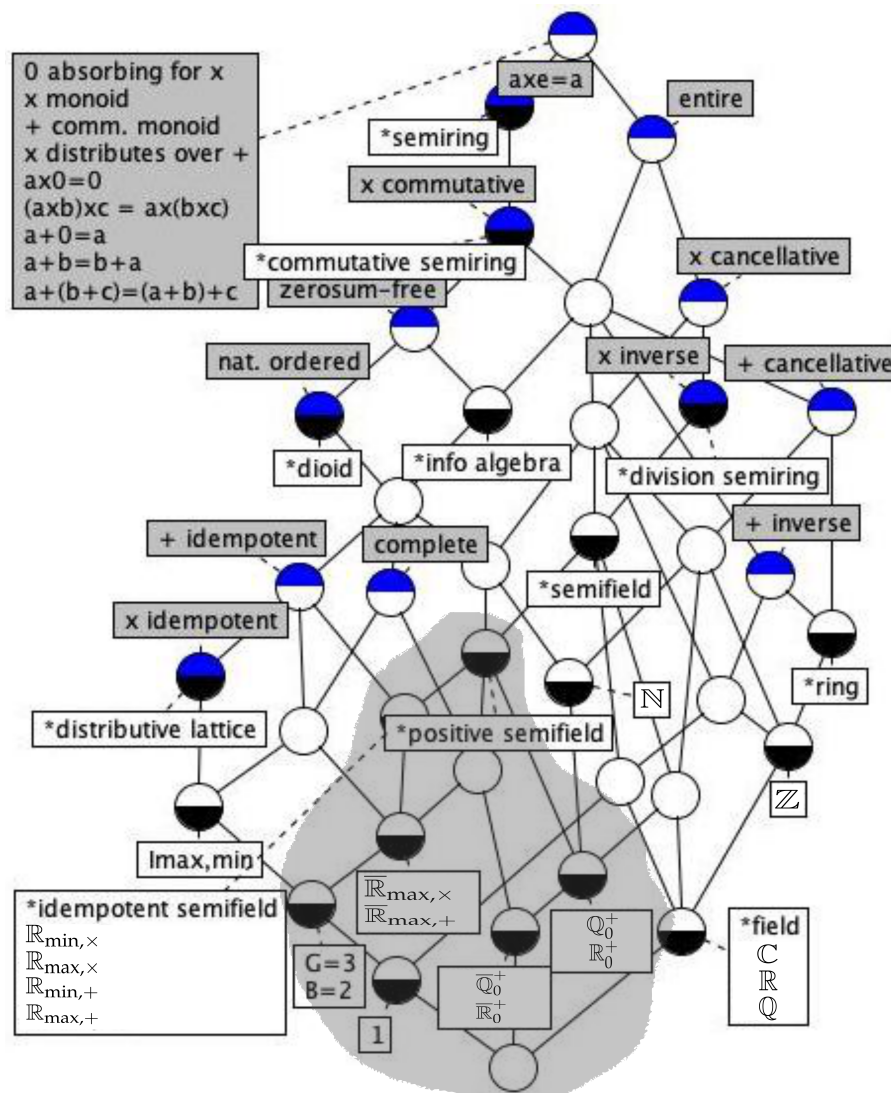 0 absorbing for x
x monoid
+ comm. monoid
x distributes over +
ax0=0
(axb)xc = ax(bxc)
a+0=a
a+b=b+a
a+(b+c)=(a+b)+c
axe=a
entire
*semiring
x commutative
*commutative semiring
x cancellative
zerosum-free
nat. ordered
x inverse
+ cancellative
*dioid
*info algebra
*division semiring
+ idempotent
complete
+ inverse
*semifield
x idempotent
*ring
ℕ
*distributive lattice
*positive semifield
ℤ
Imax,min
*idempotent semifield
ℝmin,×
ℝmax,×
ℝmin,+
ℝmax,+
ℝ̅max,×
ℝ̅max,+
G=3
B=2
ℚ₀⁺
ℝ₀⁺
*field
ℂ
ℝ
ℚ
ℚ̅₀⁺
ℝ̅₀⁺
1